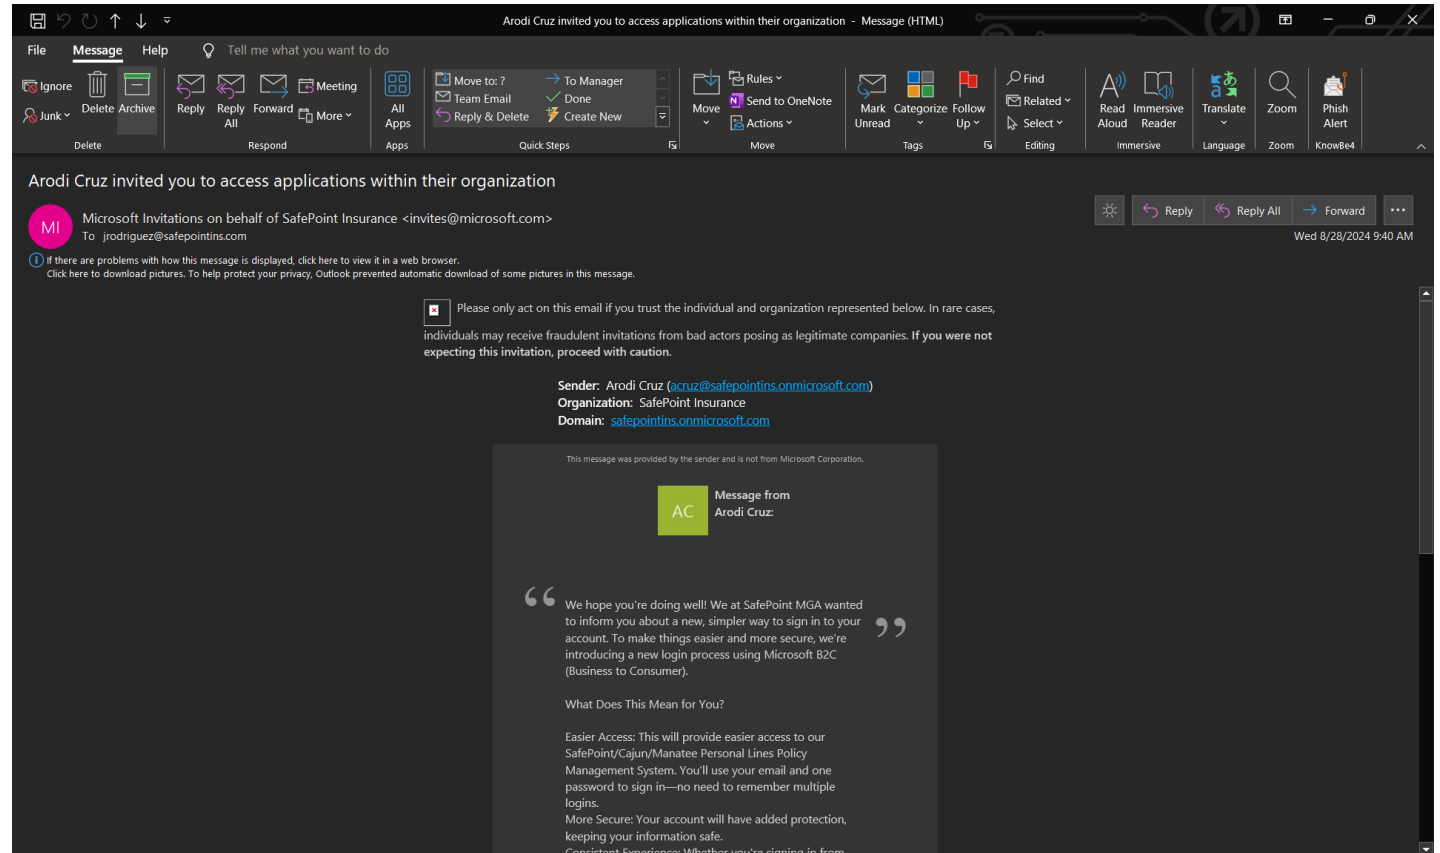 Arodi Cruz invited you to access applications within their organization - Message (HTML)
File Message Help Tell me what you want to do
Ignore
Junk
Delete
Archive
Delete
Reply
Reply All
Forward
Meeting
More
Respond
All Apps
Apps
Move to: ?
Team Email
Reply & Delete
To Manager
Done
Create New
Quick Steps
Move
Rules
Send to OneNote
Actions
Move
Mark Unread
Categorize
Follow Up
Tags
Find
Related
Select
Editing
Read Aloud
Immersive Reader
Immersive
Translate
Language
Zoom
Zoom
Phish Alert
KnowBe4
Arodi Cruz invited you to access applications within their organization
MI
Microsoft Invitations on behalf of SafePoint Insurance <invites@microsoft.com>
To jrodriguez@safepointins.com
Reply
Reply All
Forward
Wed 8/28/2024 9:40 AM
If there are problems with how this message is displayed, click here to view it in a web browser.
Click here to download pictures. To help protect your privacy, Outlook prevented automatic download of some pictures in this message.
Please only act on this email if you trust the individual and organization represented below. In rare cases,
individuals may receive fraudulent invitations from bad actors posing as legitimate companies. If you were not
expecting this invitation, proceed with caution.
Sender: Arodi Cruz (acruz@safepointins.onmicrosoft.com)
Organization: SafePoint Insurance
Domain: safepointins.onmicrosoft.com
This message was provided by the sender and is not from Microsoft Corporation.
AC
Message from
Arodi Cruz:
“
We hope you're doing well! We at SafePoint MGA wanted
to inform you about a new, simpler way to sign in to your
account. To make things easier and more secure, we're
introducing a new login process using Microsoft B2C
(Business to Consumer).
”
What Does This Mean for You?
Easier Access: This will provide easier access to our
SafePoint/Cajun/Manatee Personal Lines Policy
Management System. You'll use your email and one
password to sign in—no need to remember multiple
logins.
More Secure: Your account will have added protection,
keeping your information safe.
Consistent Experience: Whether you're signing in from